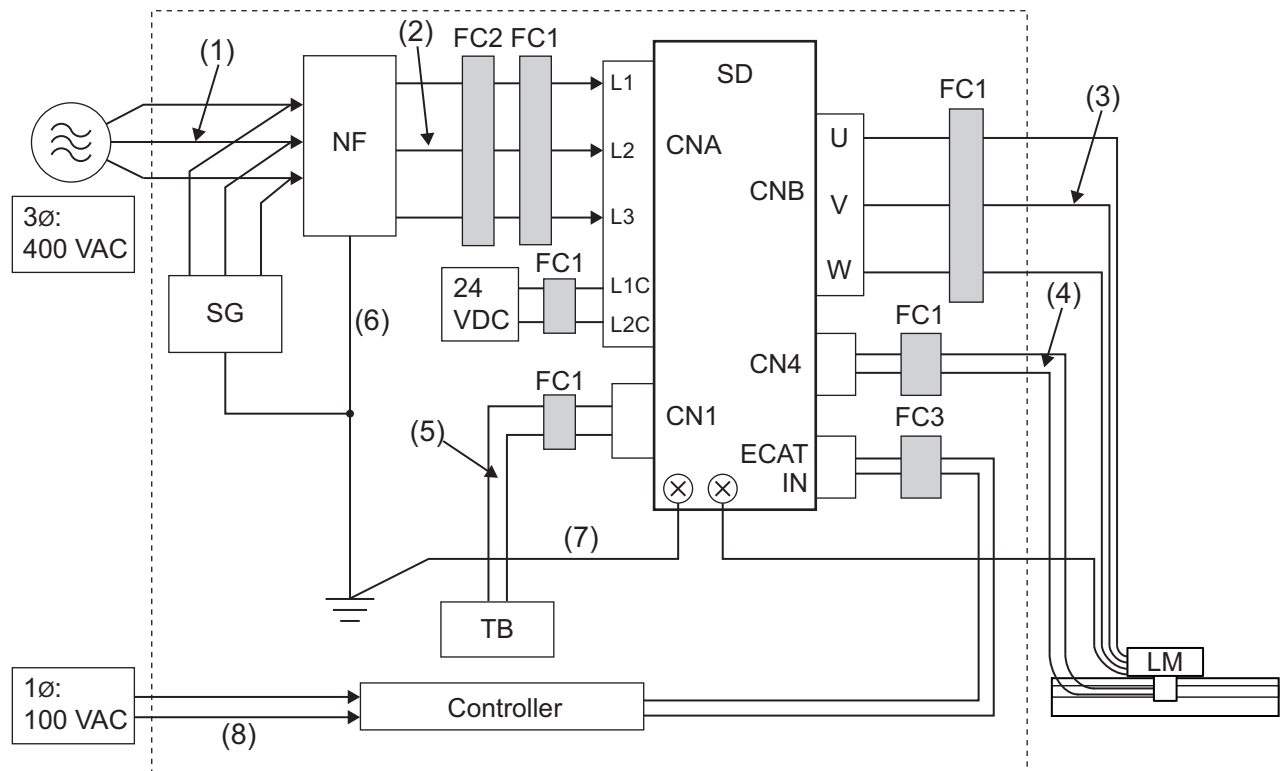 (1)
(2)
FC2
FC1
3ø:
400 VAC
NF
SG
(6)
L1
L2
L3
L1C
L2C
SD
CNA
CNB
U
V
W
FC1
(3)
FC1
24
VDC
FC1
(4)
CN4
FC1
CN1
(5)
FC3
ECAT
IN
(7)
TB
LM
1ø:
100 VAC
(8)
Controller